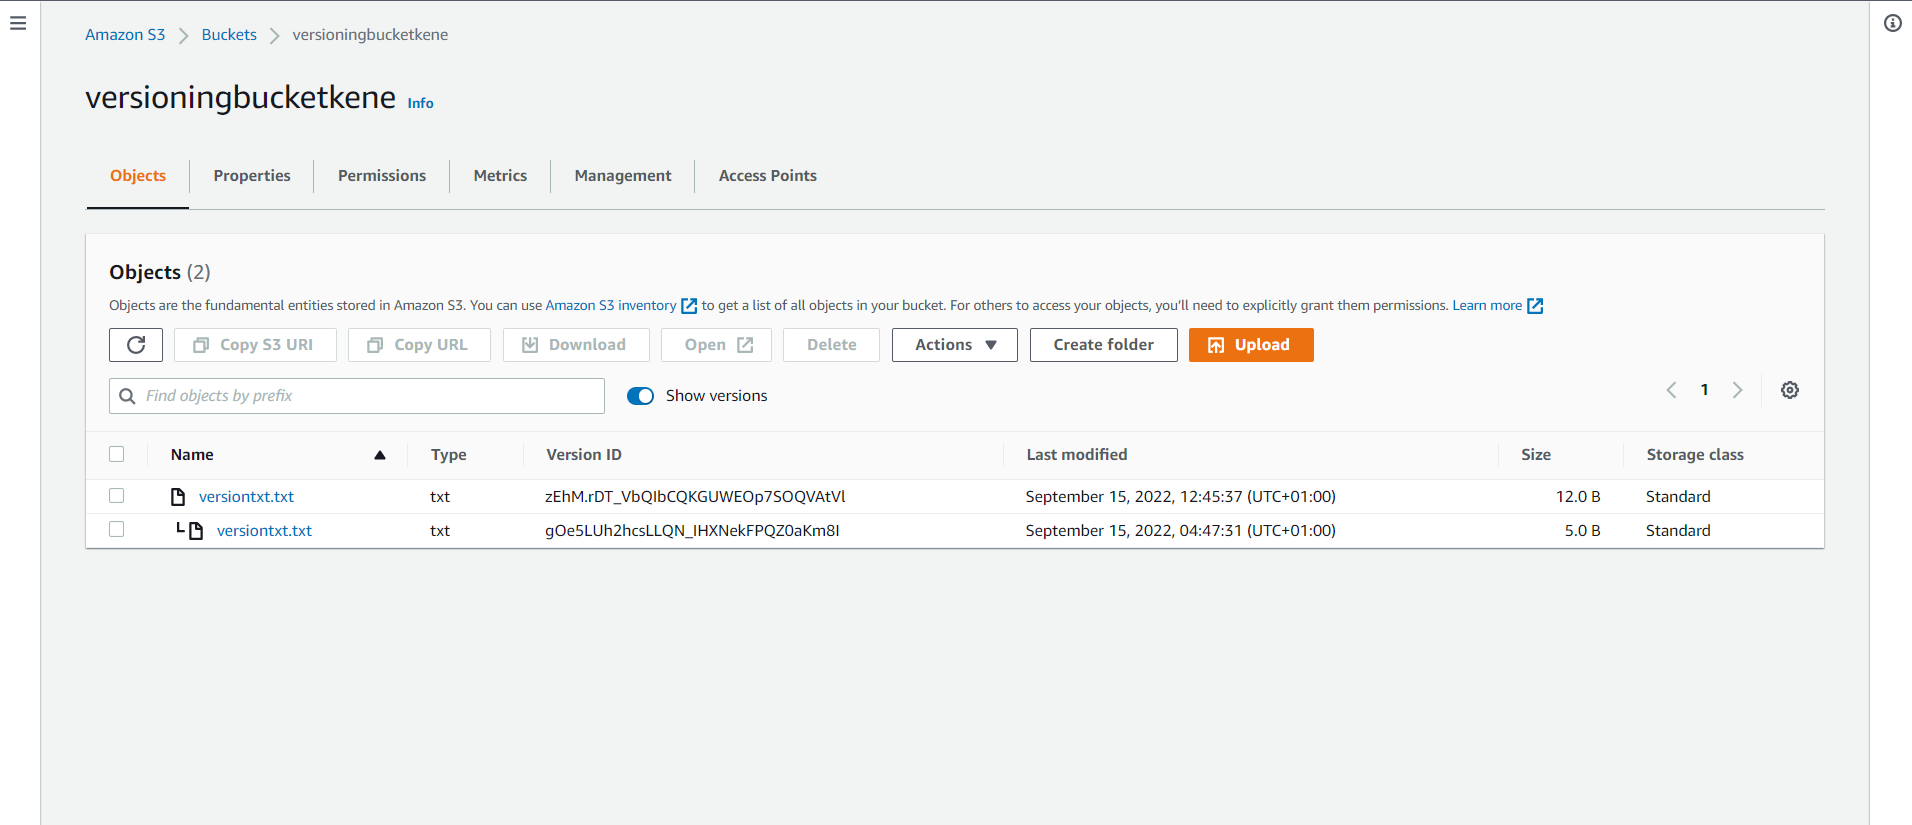 Amazon S3 Buckets versioningbucketkene
versioningbucketkene Info
Objects Properties Permissions Metrics Management Access Points
Objects (2)
Objects are the fundamental entities stored in Amazon S3. You can use Amazon S3 inventory to get a list of all objects in your bucket. For others to access your objects, you'll need to explicitly grant them permissions. Learn more
Copy S3 URI Copy URL Download Open Delete Actions Create folder Upload
Find objects by prefix Show versions 1
Name Type Version ID Last modified Size Storage class
versiontxt.txt txt zEhM.rDT_VbQIbCQKGUWEOp7SOQVAtVl September 15, 2022, 12:45:37 (UTC+01:00) 12.0 B Standard
versiontxt.txt txt gOe5LUh2hcsLLQN_IHXNekFPQZ0aKm8I September 15, 2022, 04:47:31 (UTC+01:00) 5.0 B Standard